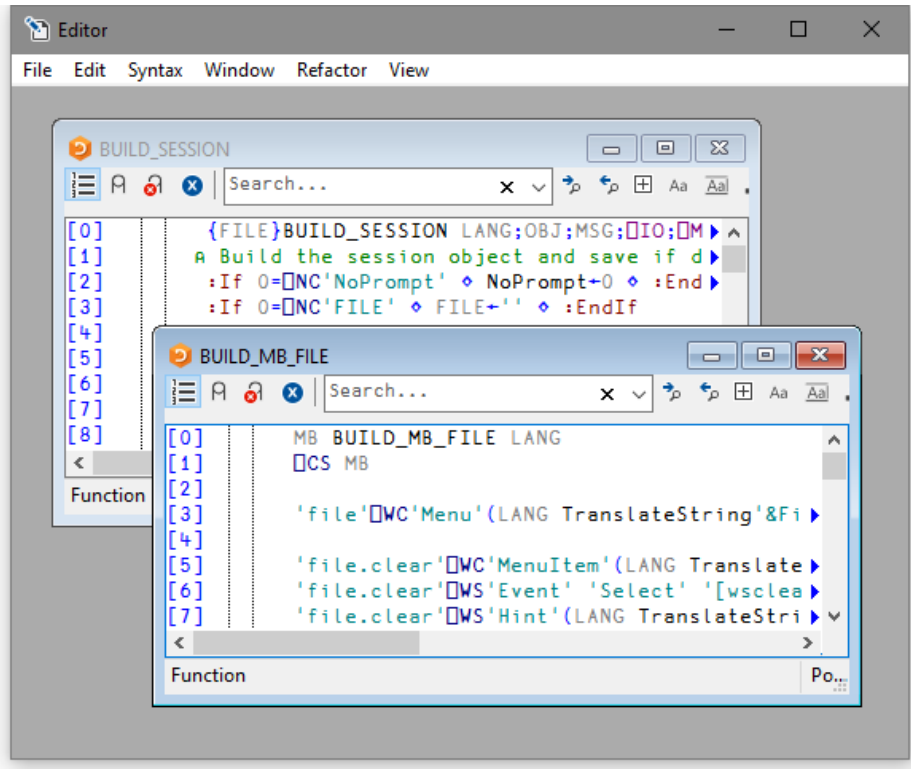 Editor
File Edit Syntax Window Refactor View
BUILD_SESSION
Search...
Aa Aa
[0] {FILE}BUILD_SESSION LANG;OBJ;MSG;⎕IO;⎕M
[1] ⍝ Build the session object and save if d
[2] :If 0=⎕NC'NoPrompt' ⋄ NoPrompt←0 ⋄ :End
[3] :If 0=⎕NC'FILE' ⋄ FILE←'' ⋄ :EndIf
[4]
[5]
[6]
[7]
[8]
Function
BUILD_MB_FILE
Search...
Aa Aa
[0] MB BUILD_MB_FILE LANG
[1] ⎕CS MB
[2]
[3] 'file'⎕WC'Menu'(LANG TranslateString'&Fi
[4]
[5] 'file.clear'⎕WC'MenuItem'(LANG Translate
[6] 'file.clear'⎕WS'Event' 'Select' '[wsclea
[7] 'file.clear'⎕WS'Hint'(LANG TranslateStri
Function Po...